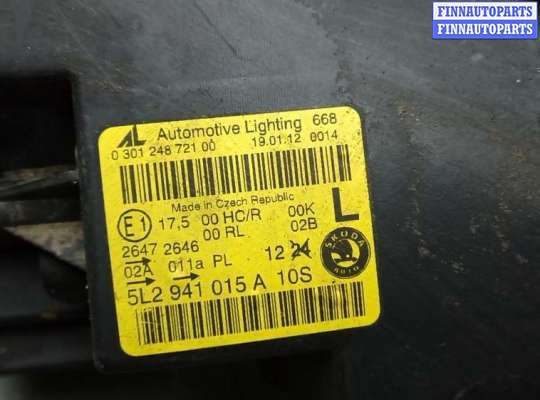 FINNAUTOPARTS
FINNAUTOPARTS
AL Automotive Lighting 668
0 301 248 721 00 19.01.12 0014
Made in Czech Republic
E1 17,5 00 HC/R 00K L
00 RL 02B
2647 2646
02A 011a PL 12
ŠKODA
AUTO
5L2 941 015 A 10S